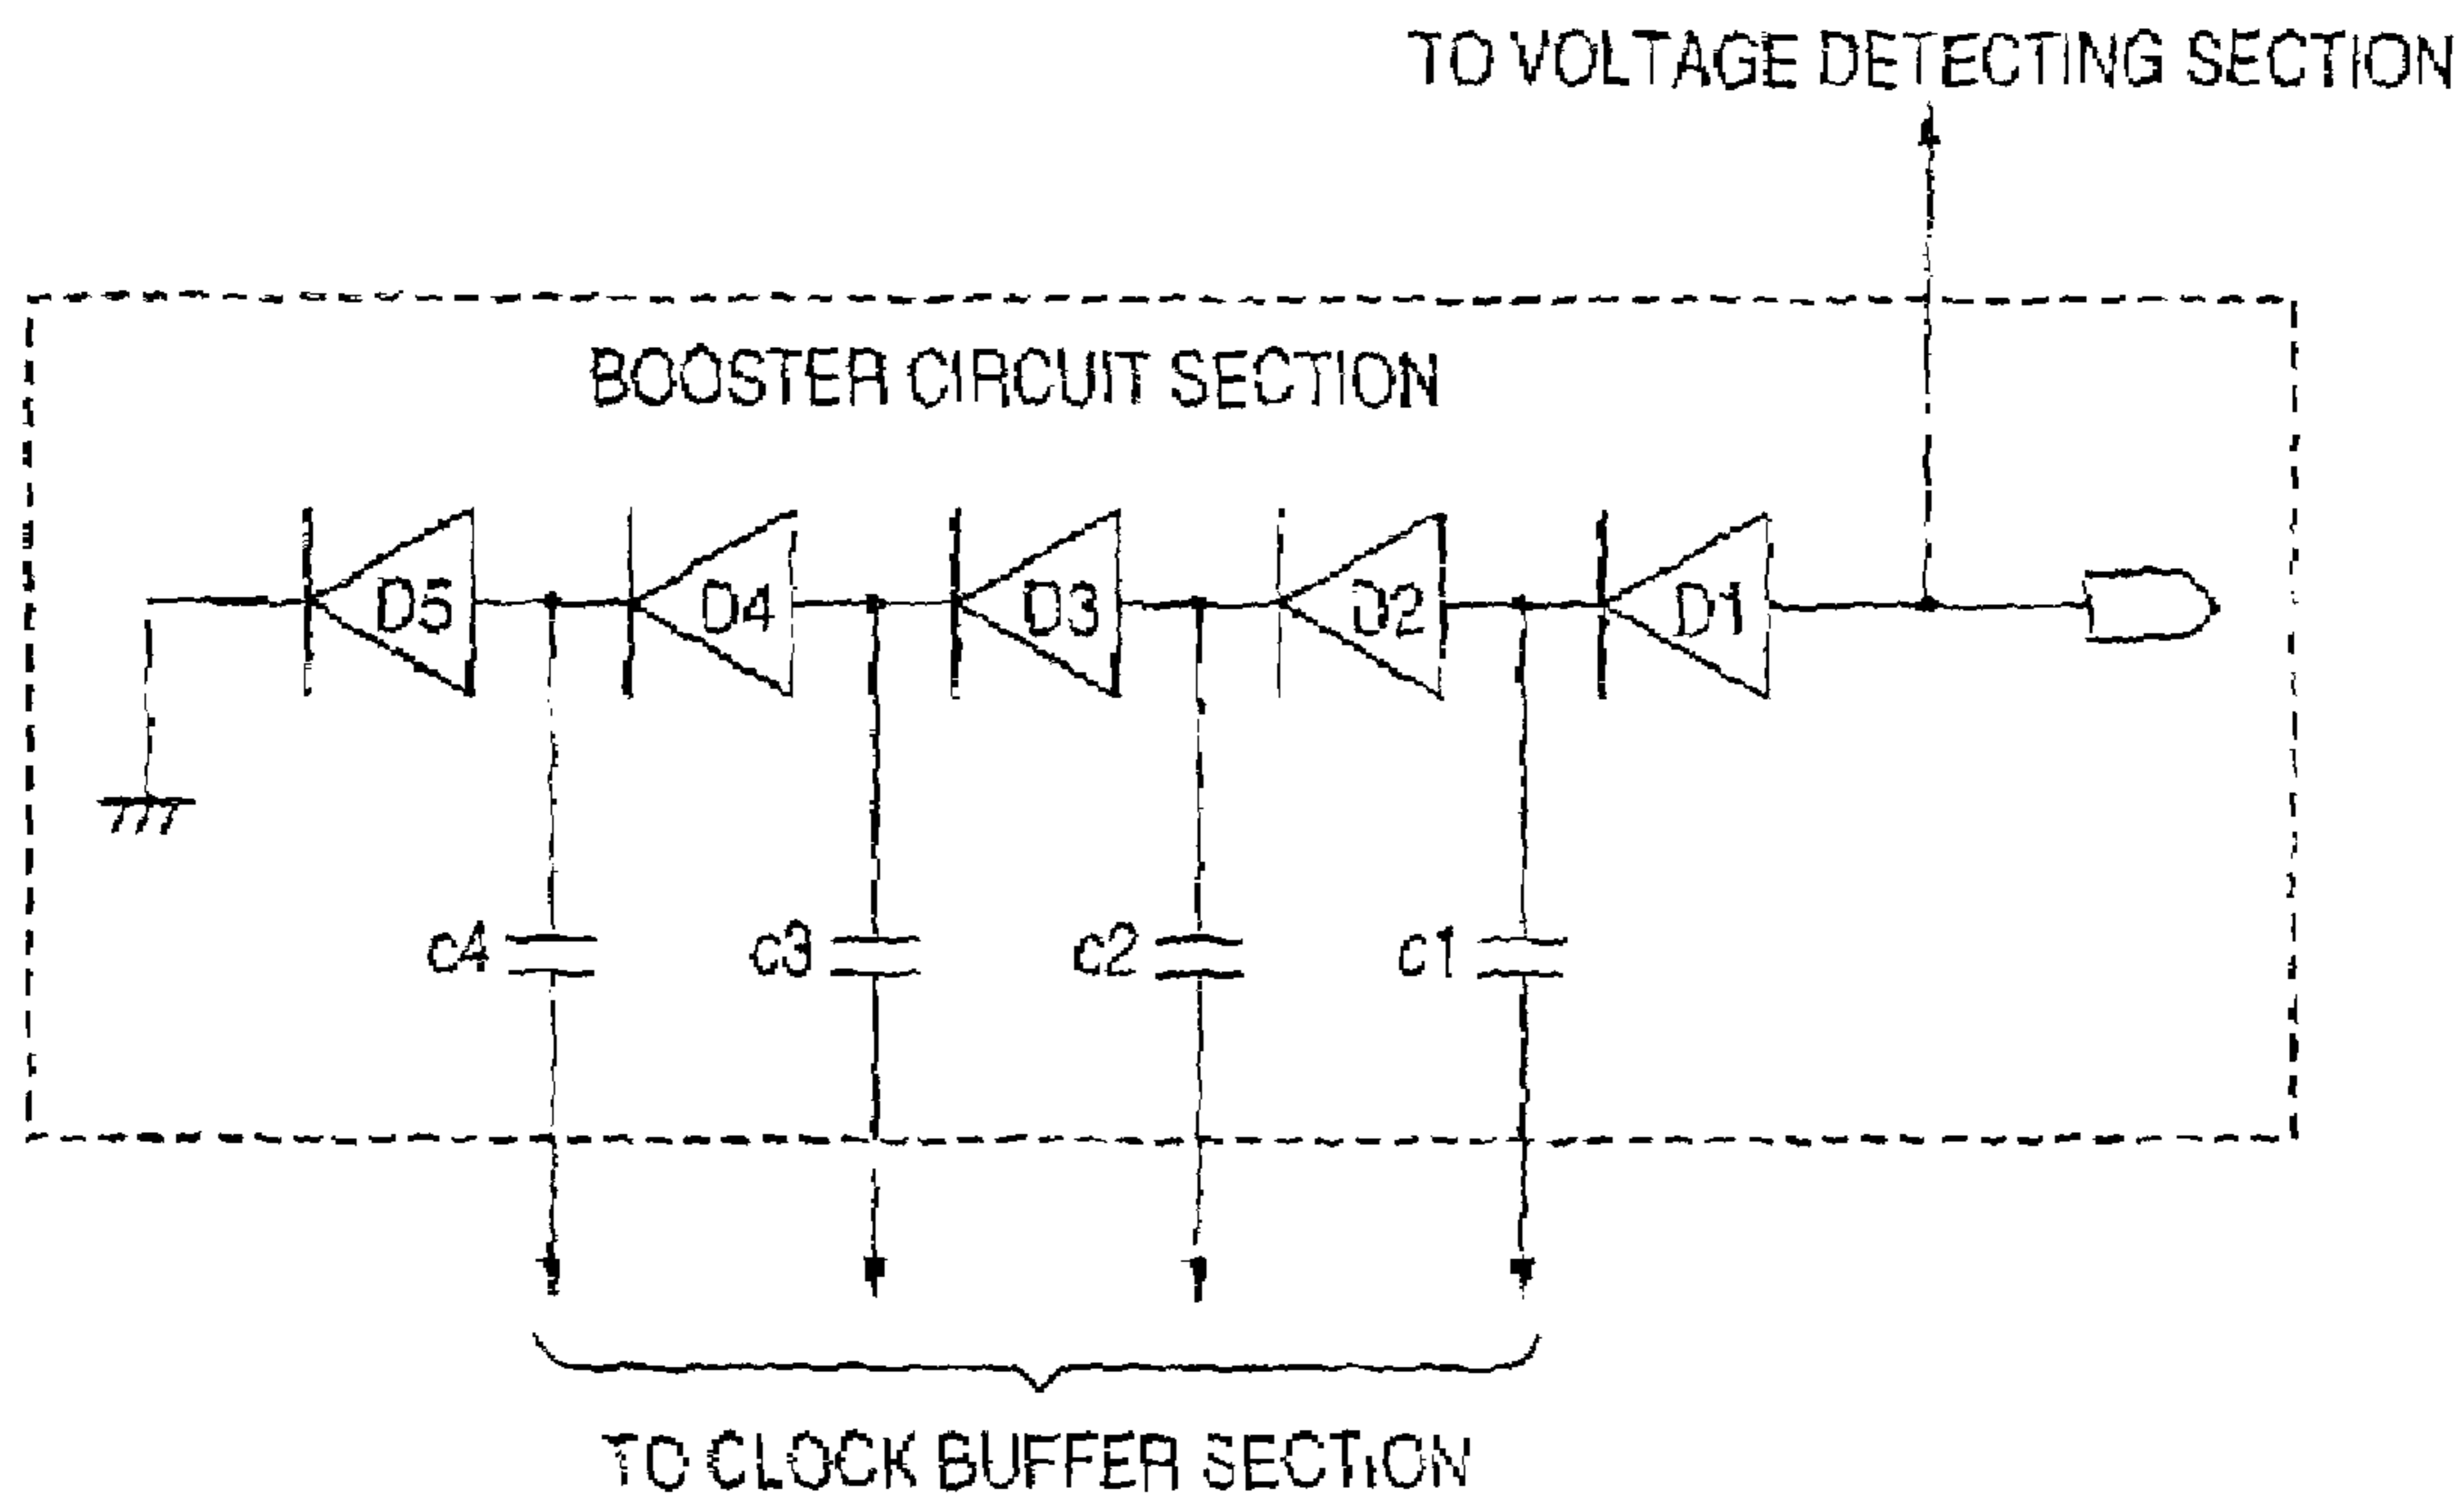 TO VOLTAGE DETECTING SECTION
BOOSTER CIRCUIT SECTION
D5 D4 D3 D2 D1
c4 c3 c2 c1
TO CLOCK BUFFER SECTION